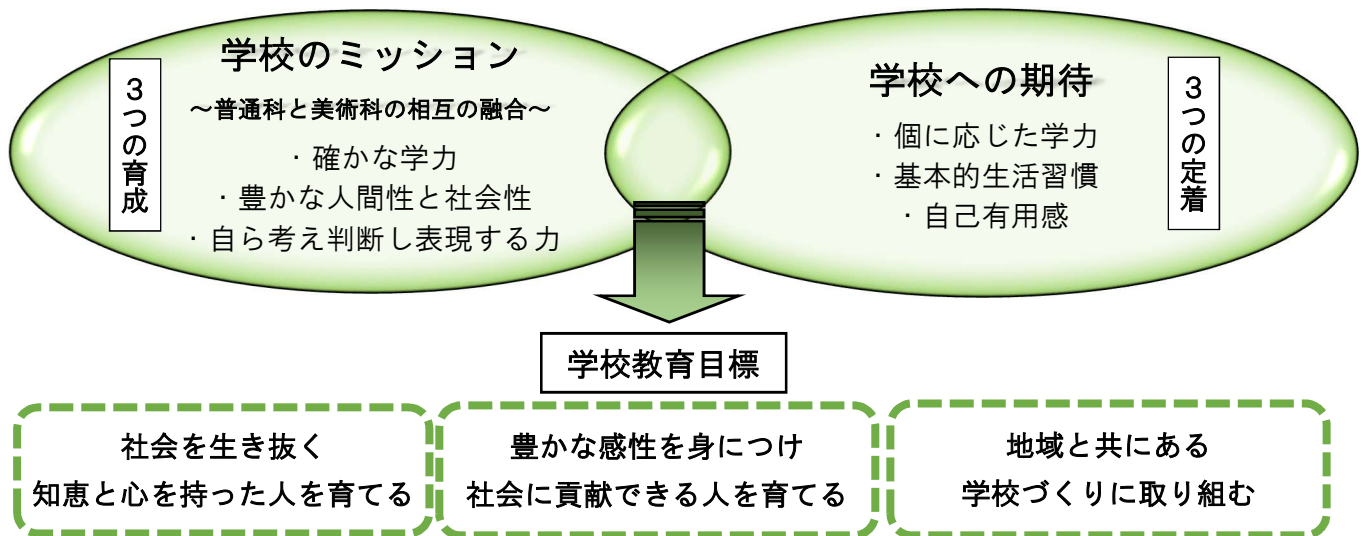 学校のミッション
~普通科と美術科の相互の融合~
・確かな学力
・豊かな人間性と社会性
・自ら考え判断し表現する力
3つの育成
学校への期待
・個に応じた学力
・基本的生活習慣
・自己有用感
3つの定着
学校教育目標
社会を生き抜く
知恵と心を持った人を育てる
豊かな感性を身につけ
社会に貢献できる人を育てる
地域と共にある
学校づくりに取り組む